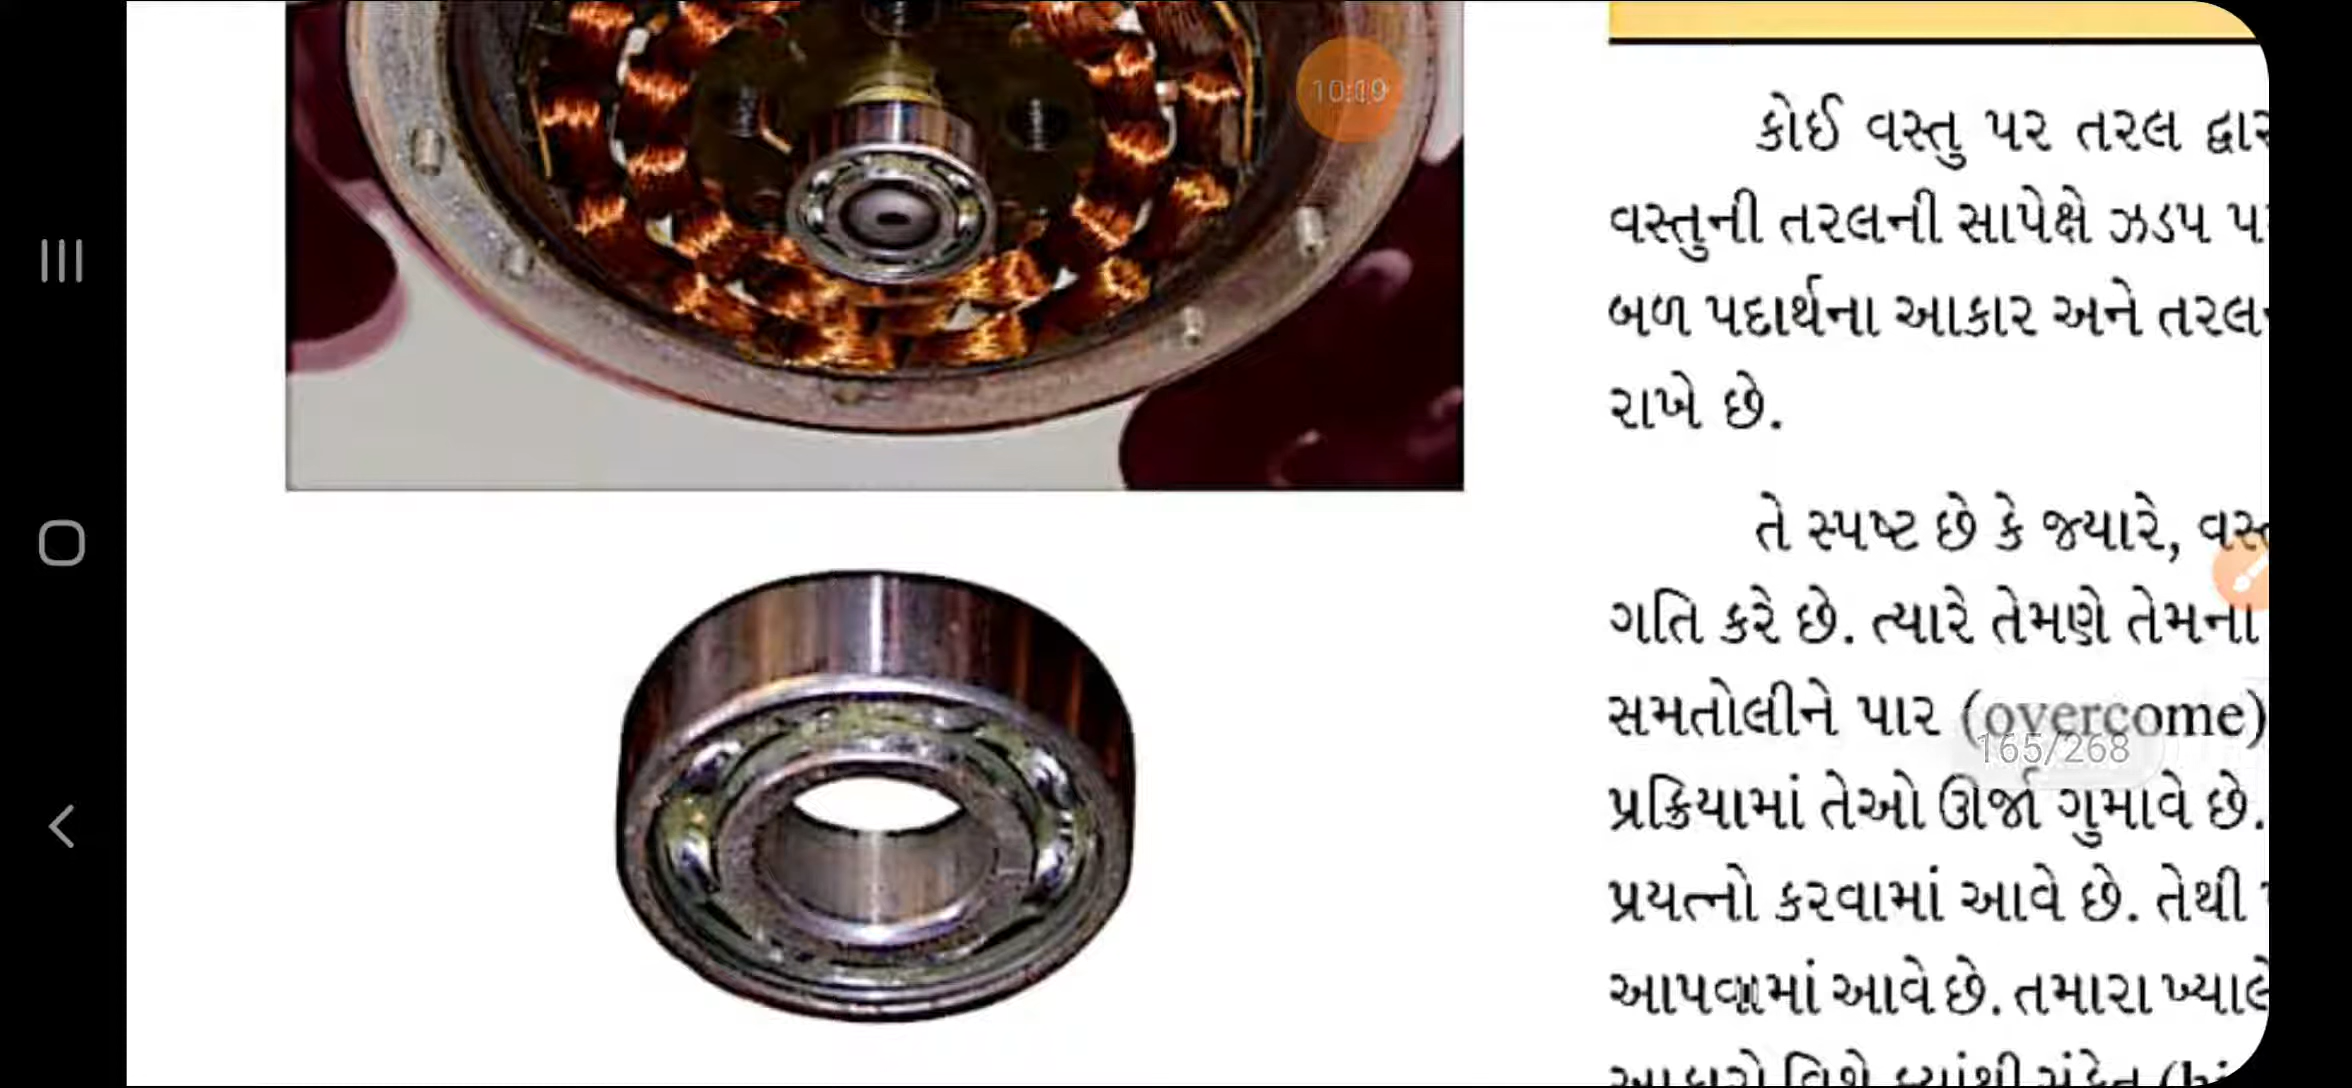 10:19
કોઈ વસ્તુ પર તરલ
વસ્તુની તરલની સાપેક્ષે ઝડપ
બળ પદાર્થના આકાર અને
રાખે છે.
તે સ્પષ્ટ છે કે જ્યારે,
ગતિ કરે છે. ત્યારે તેમણે તેમના
સમતોલીને પાર (overcome)
165/268
પ્રક્રિયામાં તેઓ ઊર્જા ગુમાવે છે.
પ્રયત્નો કરવામાં આવે છે. તેથી
આપવામાં આવે છે. તમારા